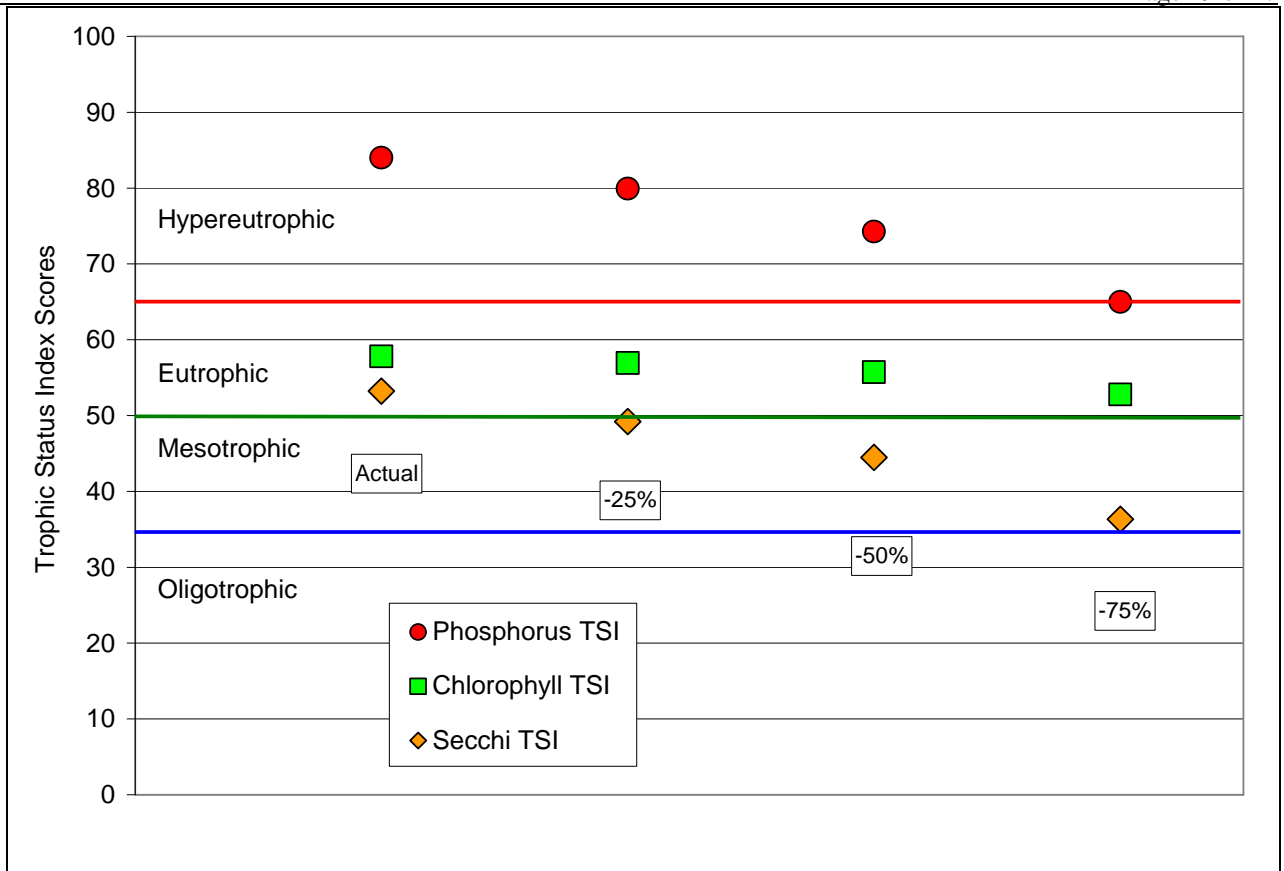 100
90
80
70
60
50
40
30
20
10
0
Trophic Status Index Scores
Hypereutrophic
Eutrophic
Mesotrophic
Oligotrophic
Actual
-25%
-50%
-75%
Phosphorus TSI
Chlorophyll TSI
Secchi TSI